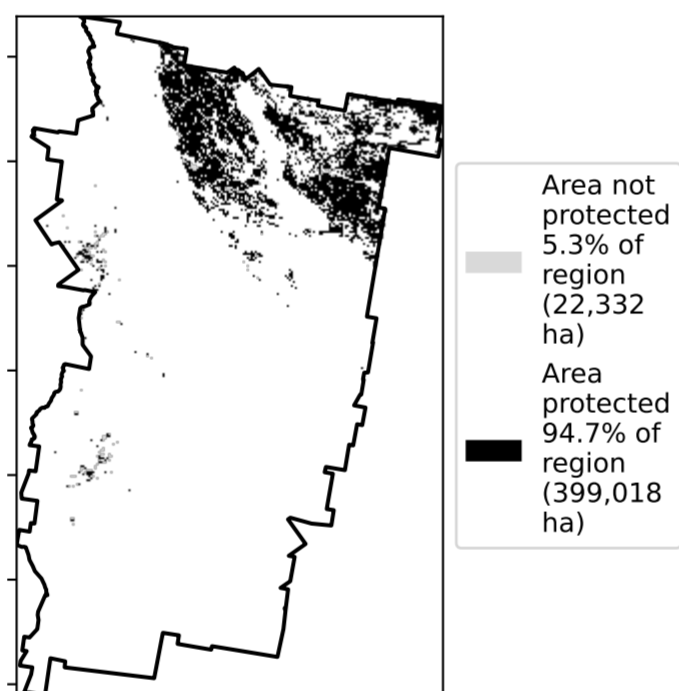 Area not
protected
5.3% of
region
(22,332
ha)
Area
protected
94.7% of
region
(399,018
ha)